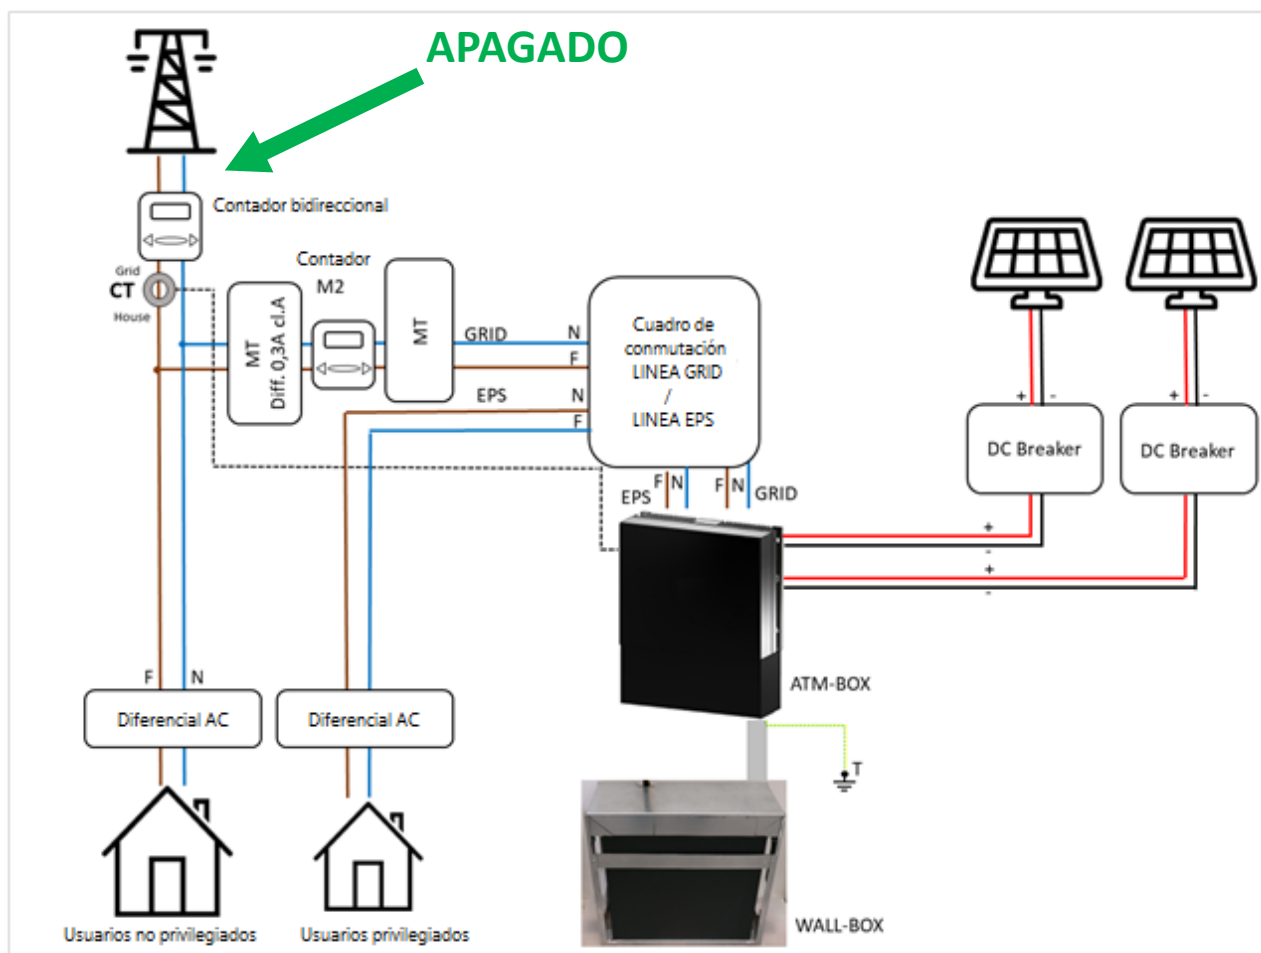 APAGADO
Contador bidireccional
Grid
CT
House
Contador
M2
MT
Diff. 0,3A cl.A
MT
GRID
N
F
EPS
N
F
Cuadro de
conmutación
LINEA GRID
/
LINEA EPS
+ -
+ -
DC Breaker
DC Breaker
EPS
F N
F N
GRID
+
-
+
-
F N
ATM-BOX
Diferencial AC
Diferencial AC
T
WALL-BOX
Usuarios no privilegiados
Usuarios privilegiados